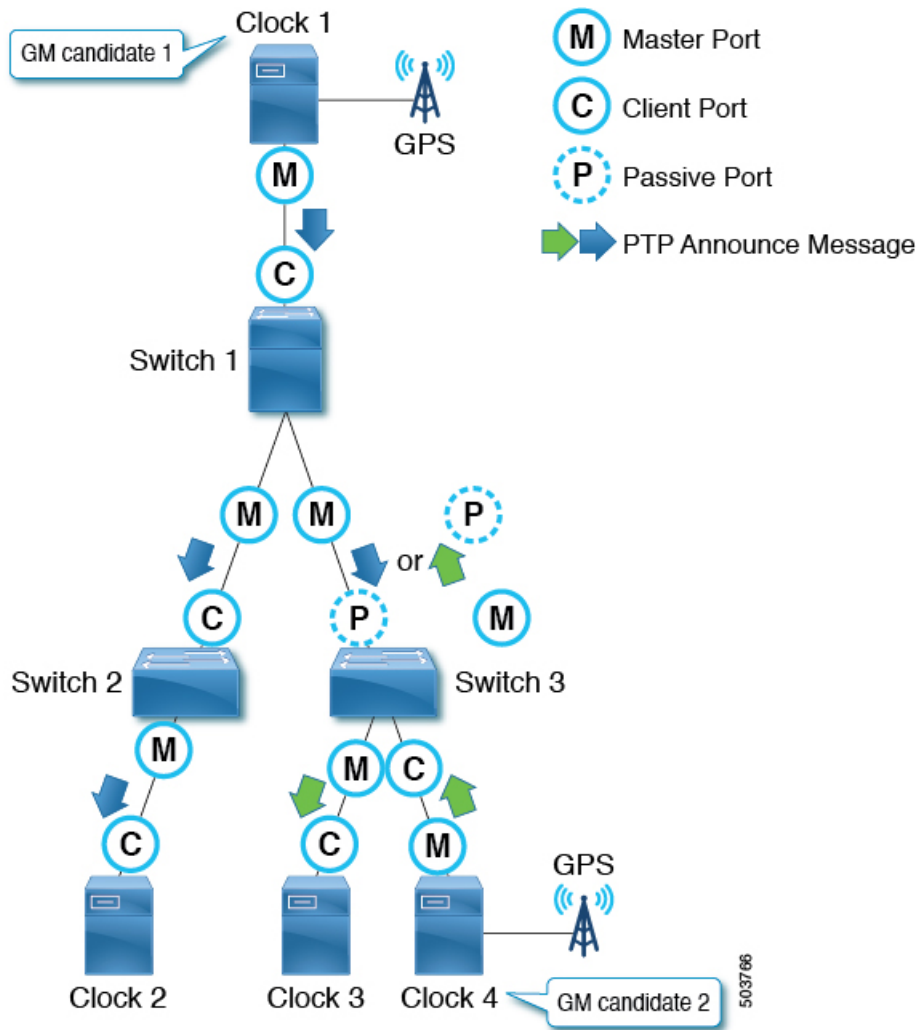 Clock 1
GM candidate 1
GPS
M Master Port
C Client Port
P Passive Port
PTP Announce Message
M
C
Switch 1
M
M
P
or
C
P
M
Switch 2
Switch 3
M
M
C
C
C
M
GPS
Clock 2
Clock 3
Clock 4
GM candidate 2
503766